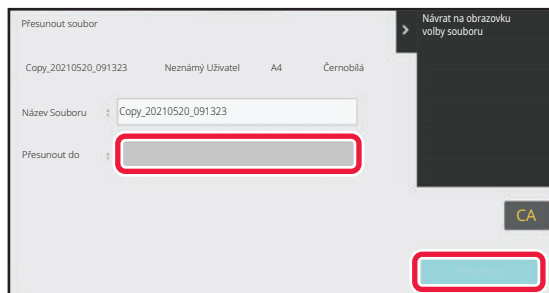 Přesunout soubor
Návrat na obrazovku
volby souboru
Copy_20210520_091323 Neznámý Uživatel A4 Černobílá
Název Souboru : Copy_20210520_091323
Přesunout do :
CA